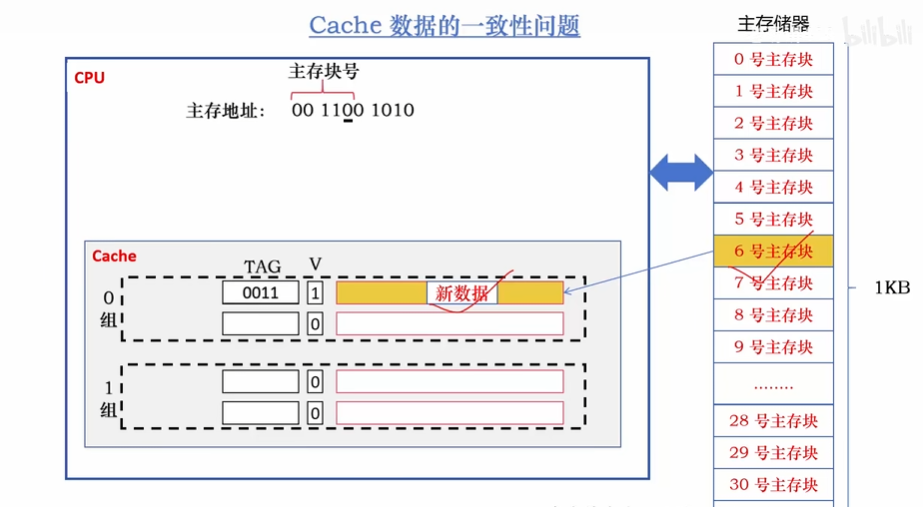 Cache 数据的一致性问题
主存储器
bilibili
CPU
主存块号
主存地址： 00 1100 1010
Cache
TAG V
0 组
0011 1 新数据
0
1 组
0
0
0 号主存块
1 号主存块
2 号主存块
3 号主存块
4 号主存块
5 号主存块
6 号主存块
7 号主存块
8 号主存块
9 号主存块
........
28 号主存块
29 号主存块
30 号主存块
1KB